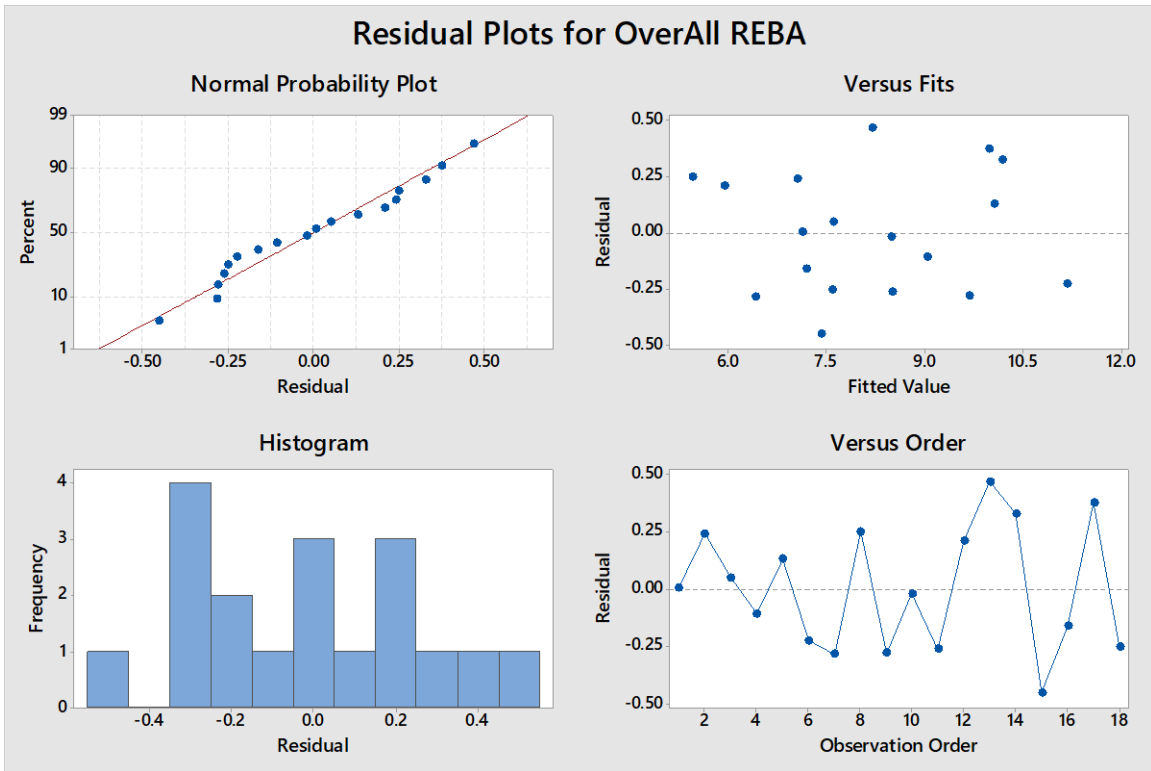 Residual Plots for OverAll REBA
Normal Probability Plot
99
90
50
10
1
Percent
-0.50 -0.25 0.00 0.25 0.50
Residual
Versus Fits
0.50
0.25
0.00
-0.25
-0.50
Residual
6.0 7.5 9.0 10.5 12.0
Fitted Value
Histogram
4
3
2
1
0
Frequency
-0.4 -0.2 0.0 0.2 0.4
Residual
Versus Order
0.50
0.25
0.00
-0.25
-0.50
Residual
2 4 6 8 10 12 14 16 18
Observation Order